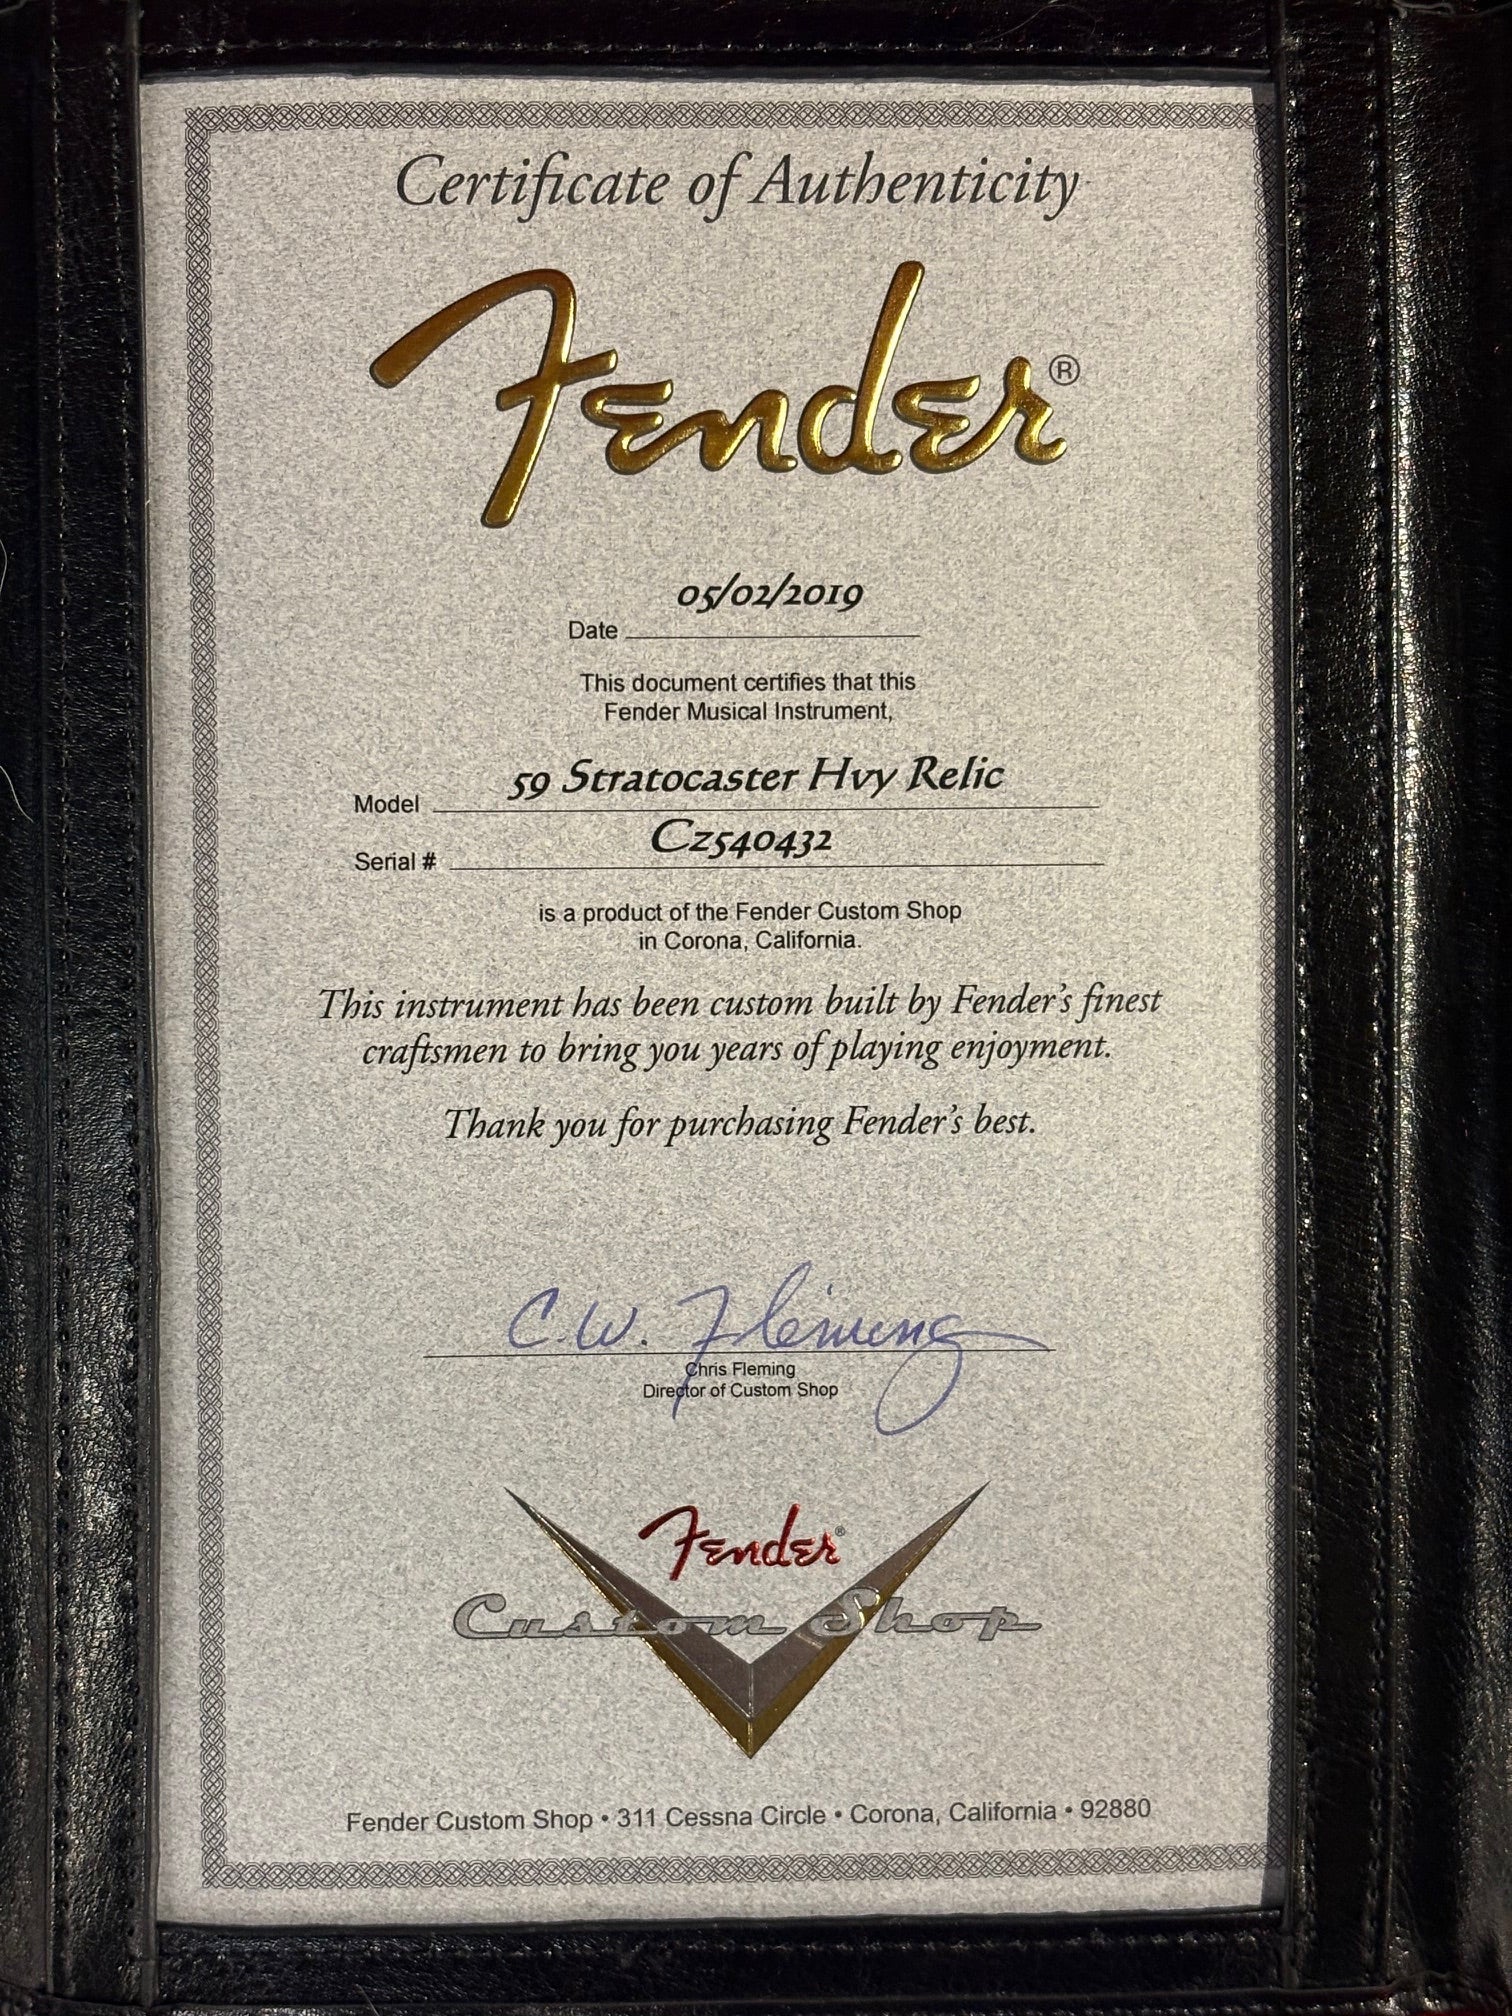 Certificate of Authenticity
Fender®
05/02/2019
Date
This document certifies that this
Fender Musical Instrument,
59 Stratocaster Hvy Relic
Model
Cz540432
Serial #
is a product of the Fender Custom Shop
in Corona, California.
This instrument has been custom built by Fender's finest
craftsmen to bring you years of playing enjoyment.
Thank you for purchasing Fender's best.
C.W. Fleming
Chris Fleming
Director of Custom Shop
Fender®
Custom Shop
Fender Custom Shop • 311 Cessna Circle • Corona, California • 92880